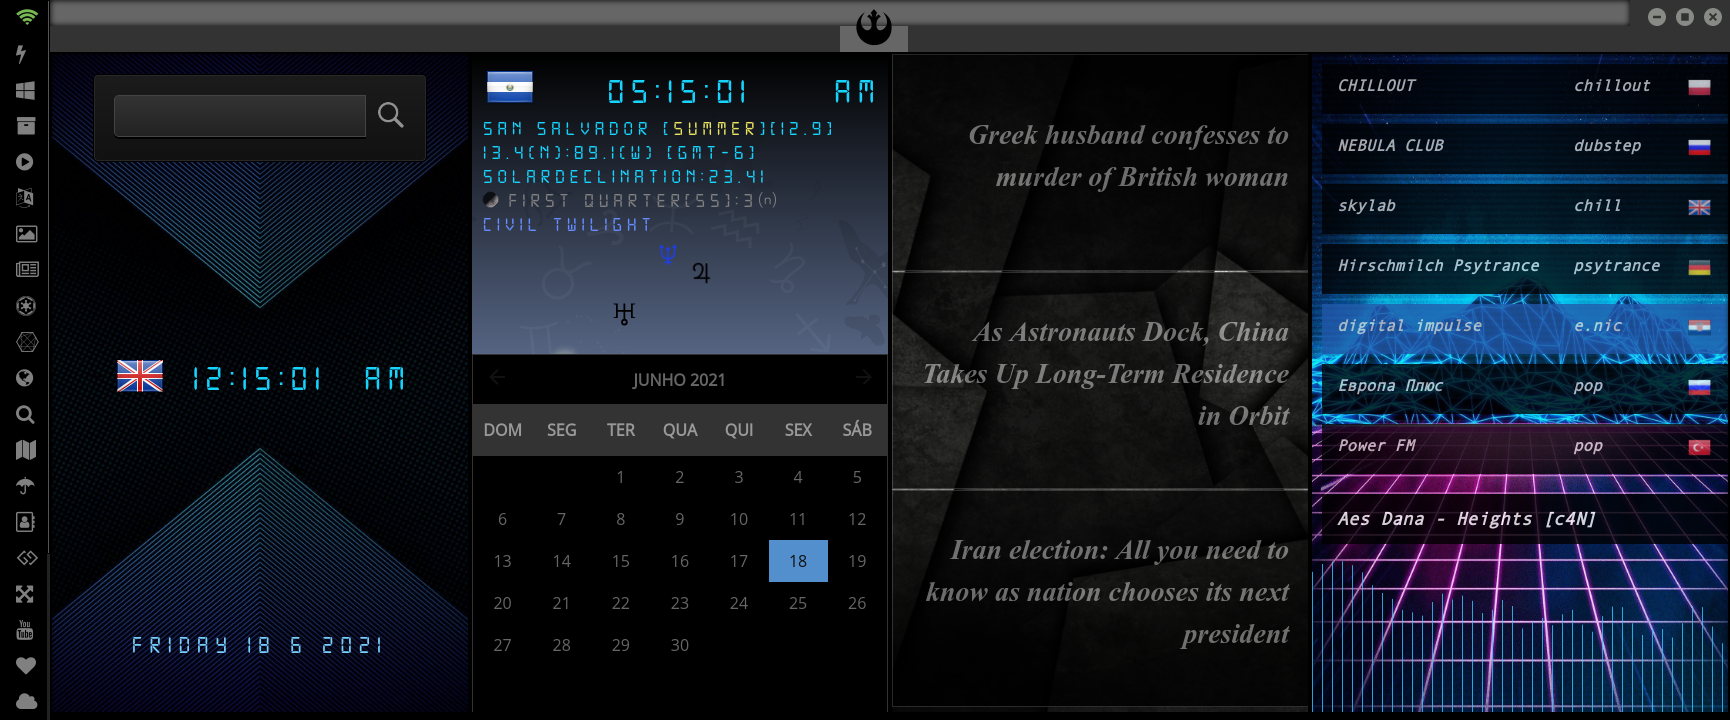 12:15:01 AM
FRIDAY 18 6 2021
05:15:01 AM
SAN SALVADOR [SUMMER][12.9]
13.4(N):89.1(W) [GMT-6]
SOLARDECLINATION:23.41
FIRST QUARTER[55]:3(n)
CIVIL TWILIGHT
JUNHO 2021
DOM SEG TER QUA QUI SEX SÁB
1 2 3 4 5
6 7 8 9 10 11 12
13 14 15 16 17 18 19
20 21 22 23 24 25 26
27 28 29 30
Greek husband confesses to
murder of British woman
As Astronauts Dock, China
Takes Up Long-Term Residence
in Orbit
Iran election: All you need to
know as nation chooses its next
president
CHILLOUT chillout
NEBULA CLUB dubstep
skylab chill
Hirschmilch Psytrance psytrance
digital impulse e.nic
Европа Плюс pop
Power FM pop
Aes Dana - Heights [c4N]
You
Tube